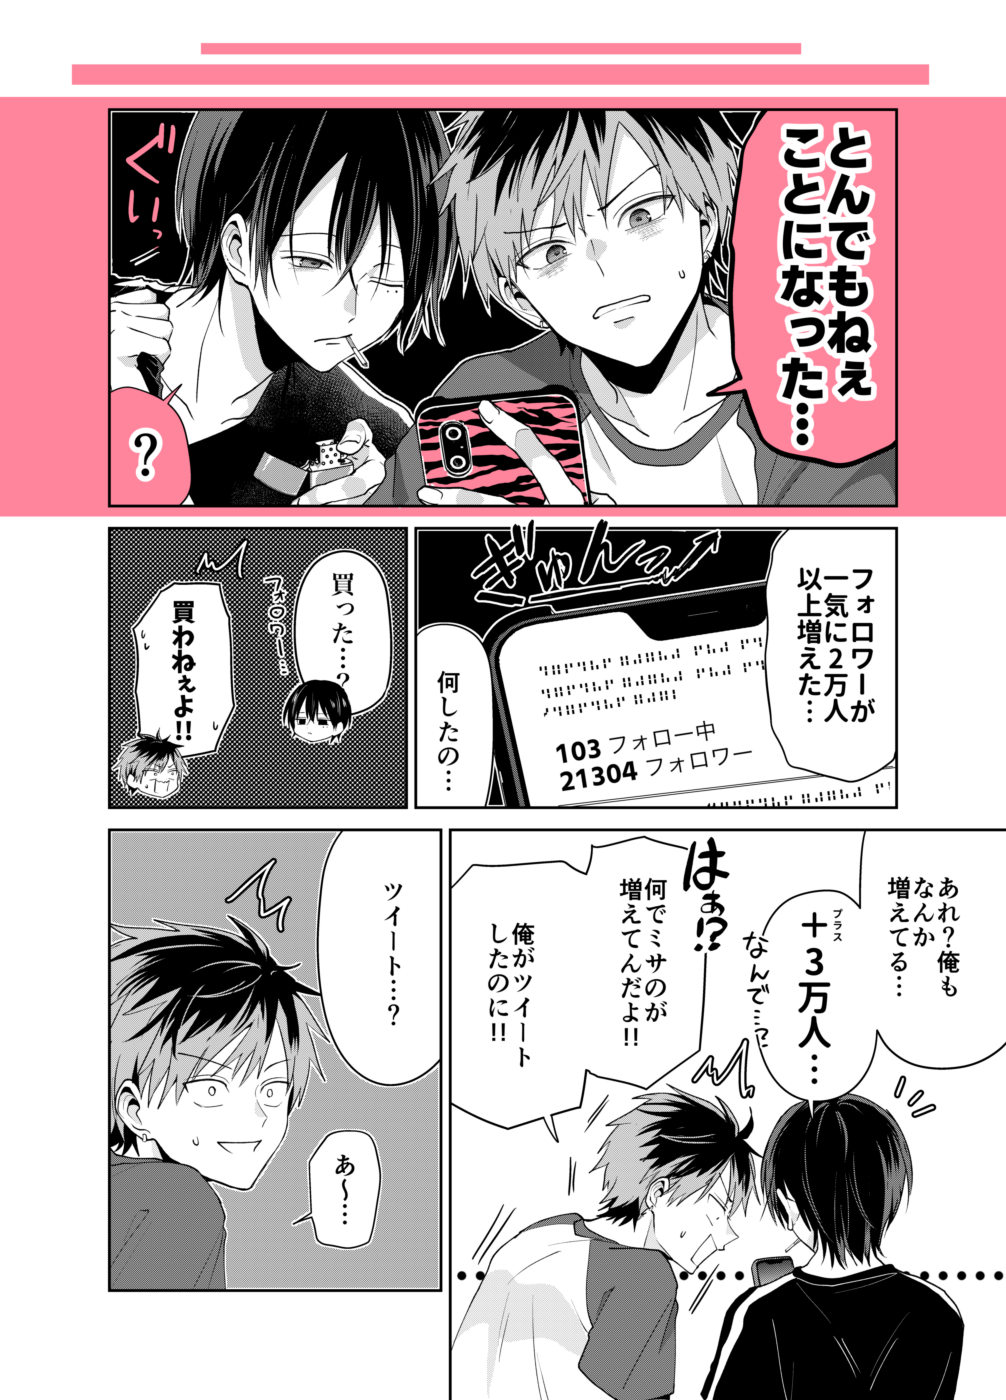 とんでもねぇ
ことになった…
ぐいっ
?
フォロワーが
一気に2万人
以上増えた…
ぎゅんっ
103 フォロー中
21304 フォロワー
何したの…
買った…?
フォロワー…
買わねぇよ!!
あれ?俺も
なんか
増えてる…
プラス
+3万人…
なんで…?
はぁ!?
何でミサのが
増えてんだよ!!
俺がツイート
したのに!!
ツイート…?
あ〜…